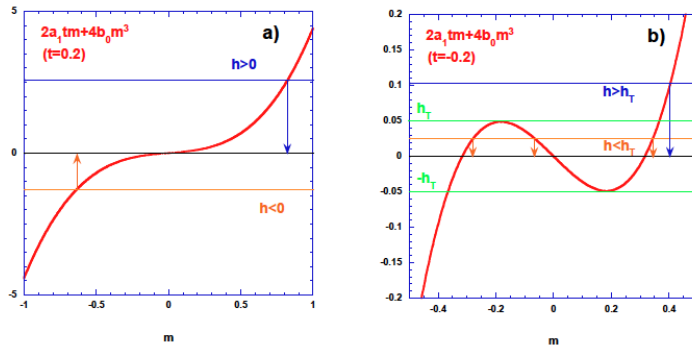 2a₁tm+4b₀m³
(t=0.2)
a)
h>0
h<0
5
0
-5
-1
-0.5
0
0.5
1
m
2a₁tm+4b₀m³
(t=-0.2)
b)
h>h_T
h_T
h<h_T
-h_T
0.2
0.15
0.1
0.05
0
-0.05
-0.1
-0.15
-0.2
-0.4
-0.2
0
0.2
0.4
m